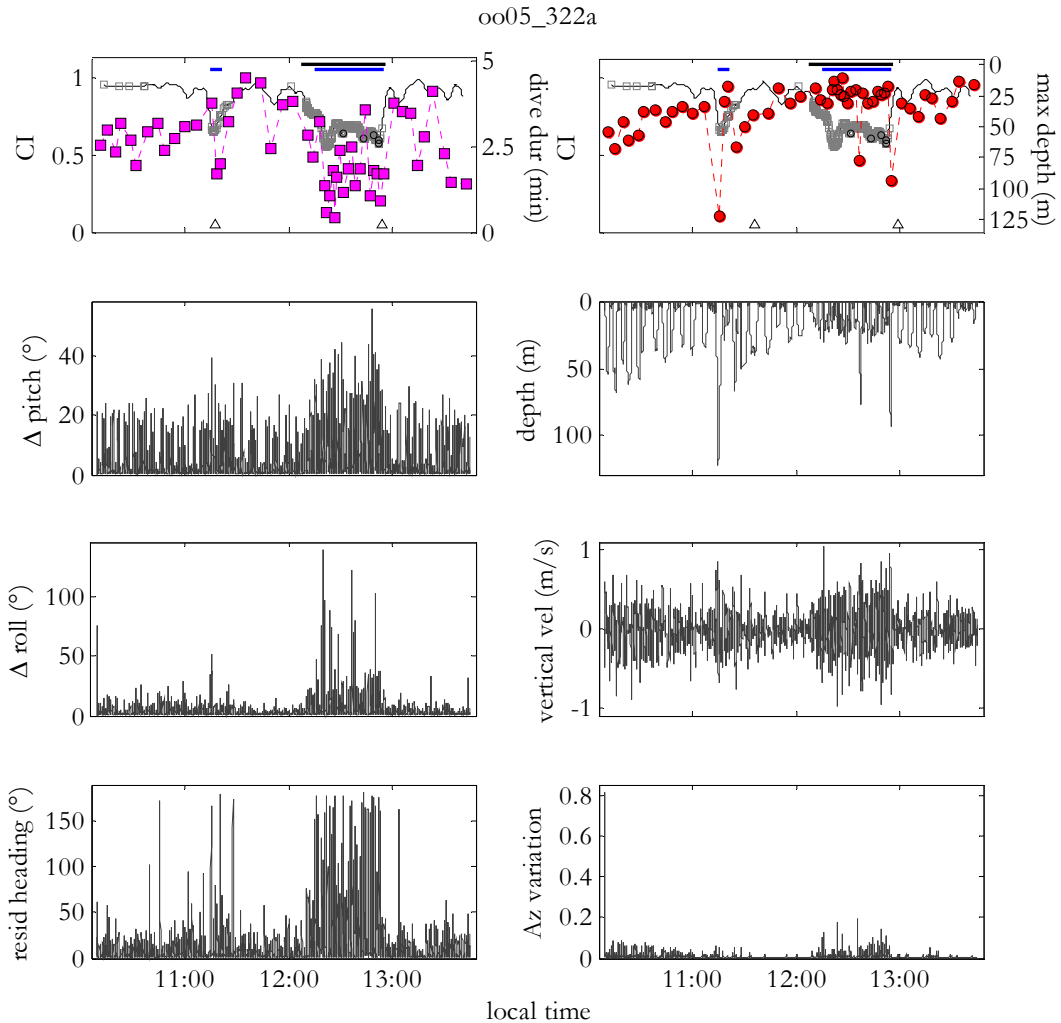 oo05_322a
1
0.5
0
CI
5
2.5
0
dive dur (min)
CI
0
25
50
75
100
125
max depth (m)
40
20
0
Δ pitch (°)
0
50
100
depth (m)
100
50
0
Δ roll (°)
1
0
-1
vertical vel (m/s)
150
100
50
0
resid heading (°)
11:00 12:00 13:00
0.8
0.6
0.4
0.2
0
Az variation
11:00 12:00 13:00
local time